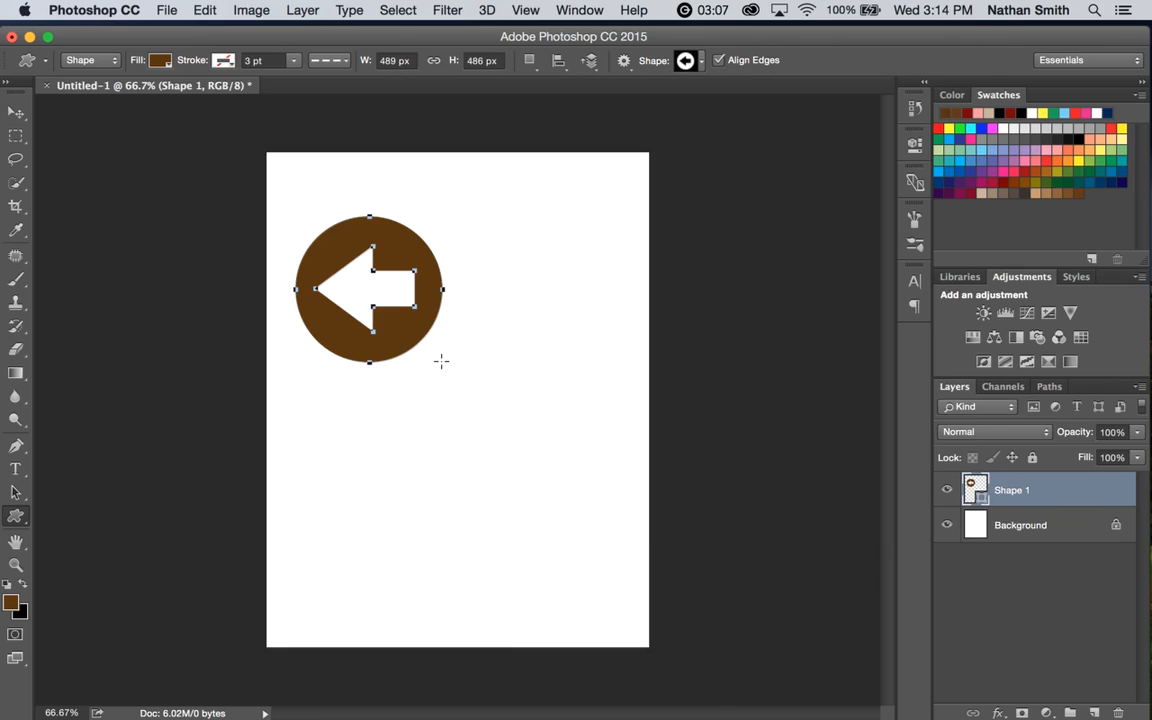 Photoshop CC File Edit Image Layer Type Select Filter 3D View Window Help 03:07 100% Wed 3:14 PM Nathan Smith
Adobe Photoshop CC 2015
Shape Fill: Stroke: 3 pt W: 489 px H: 486 px Shape: Align Edges Essentials
Untitled-1 @ 66.7% (Shape 1, RGB/8) *
Color Swatches
Libraries Adjustments Styles
Add an adjustment
Layers Channels Paths
Kind
Normal Opacity: 100%
Lock: Fill: 100%
Shape 1
Background
66.67% Doc: 6.02M/0 bytes